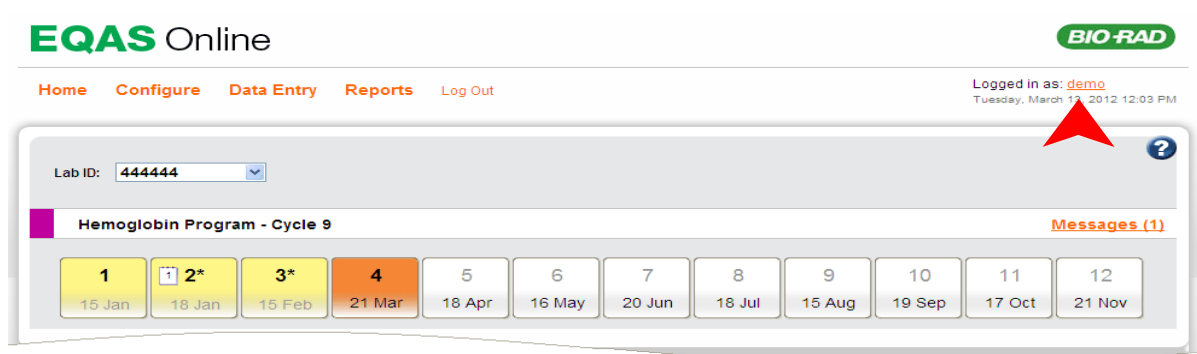 EQAS Online
BIO-RAD
Home Configure Data Entry Reports Log Out
Logged in as: demo
Tuesday, March 13, 2012 12:03 PM
?
Lab ID: 444444
Hemoglobin Program - Cycle 9
Messages (1)
1 1 2* 3* 4 5 6 7 8 9 10 11 12
15 Jan 18 Jan 15 Feb 21 Mar 18 Apr 16 May 20 Jun 18 Jul 15 Aug 19 Sep 17 Oct 21 Nov